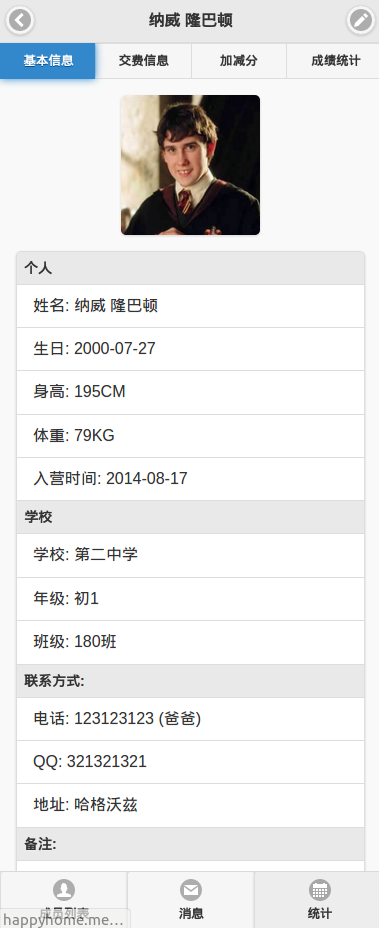 纳威 隆巴顿
基本信息
交费信息
加减分
成绩统计
个人
姓名: 纳威 隆巴顿
生日: 2000-07-27
身高: 195CM
体重: 79KG
入营时间: 2014-08-17
学校
学校: 第二中学
年级: 初1
班级: 180班
联系方式:
电话: 123123123 (爸爸)
QQ: 321321321
地址: 哈格沃兹
备注:
成员列表
消息
统计
happyhome.me…